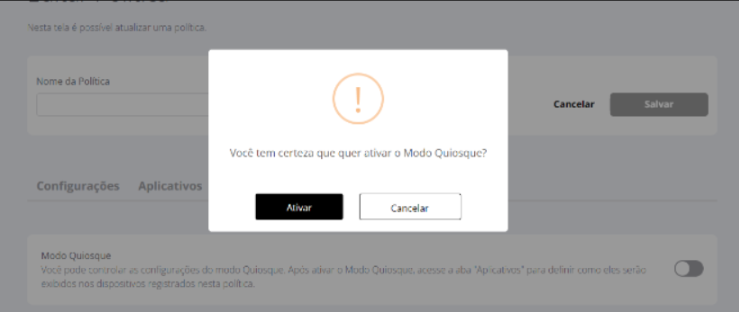 Nesta tela é possível atualizar uma política.
Nome da Política
Cancelar
Salvar
!
Você tem certeza que quer ativar o Modo Quiosque?
Ativar
Cancelar
Configurações
Aplicativos
Modo Quiosque
Você pode controlar as configurações do modo Quiosque. Após ativar o Modo Quiosque, acesse a aba "Aplicativos" para definir como eles serão
exibidos nos dispositivos registrados nesta política.